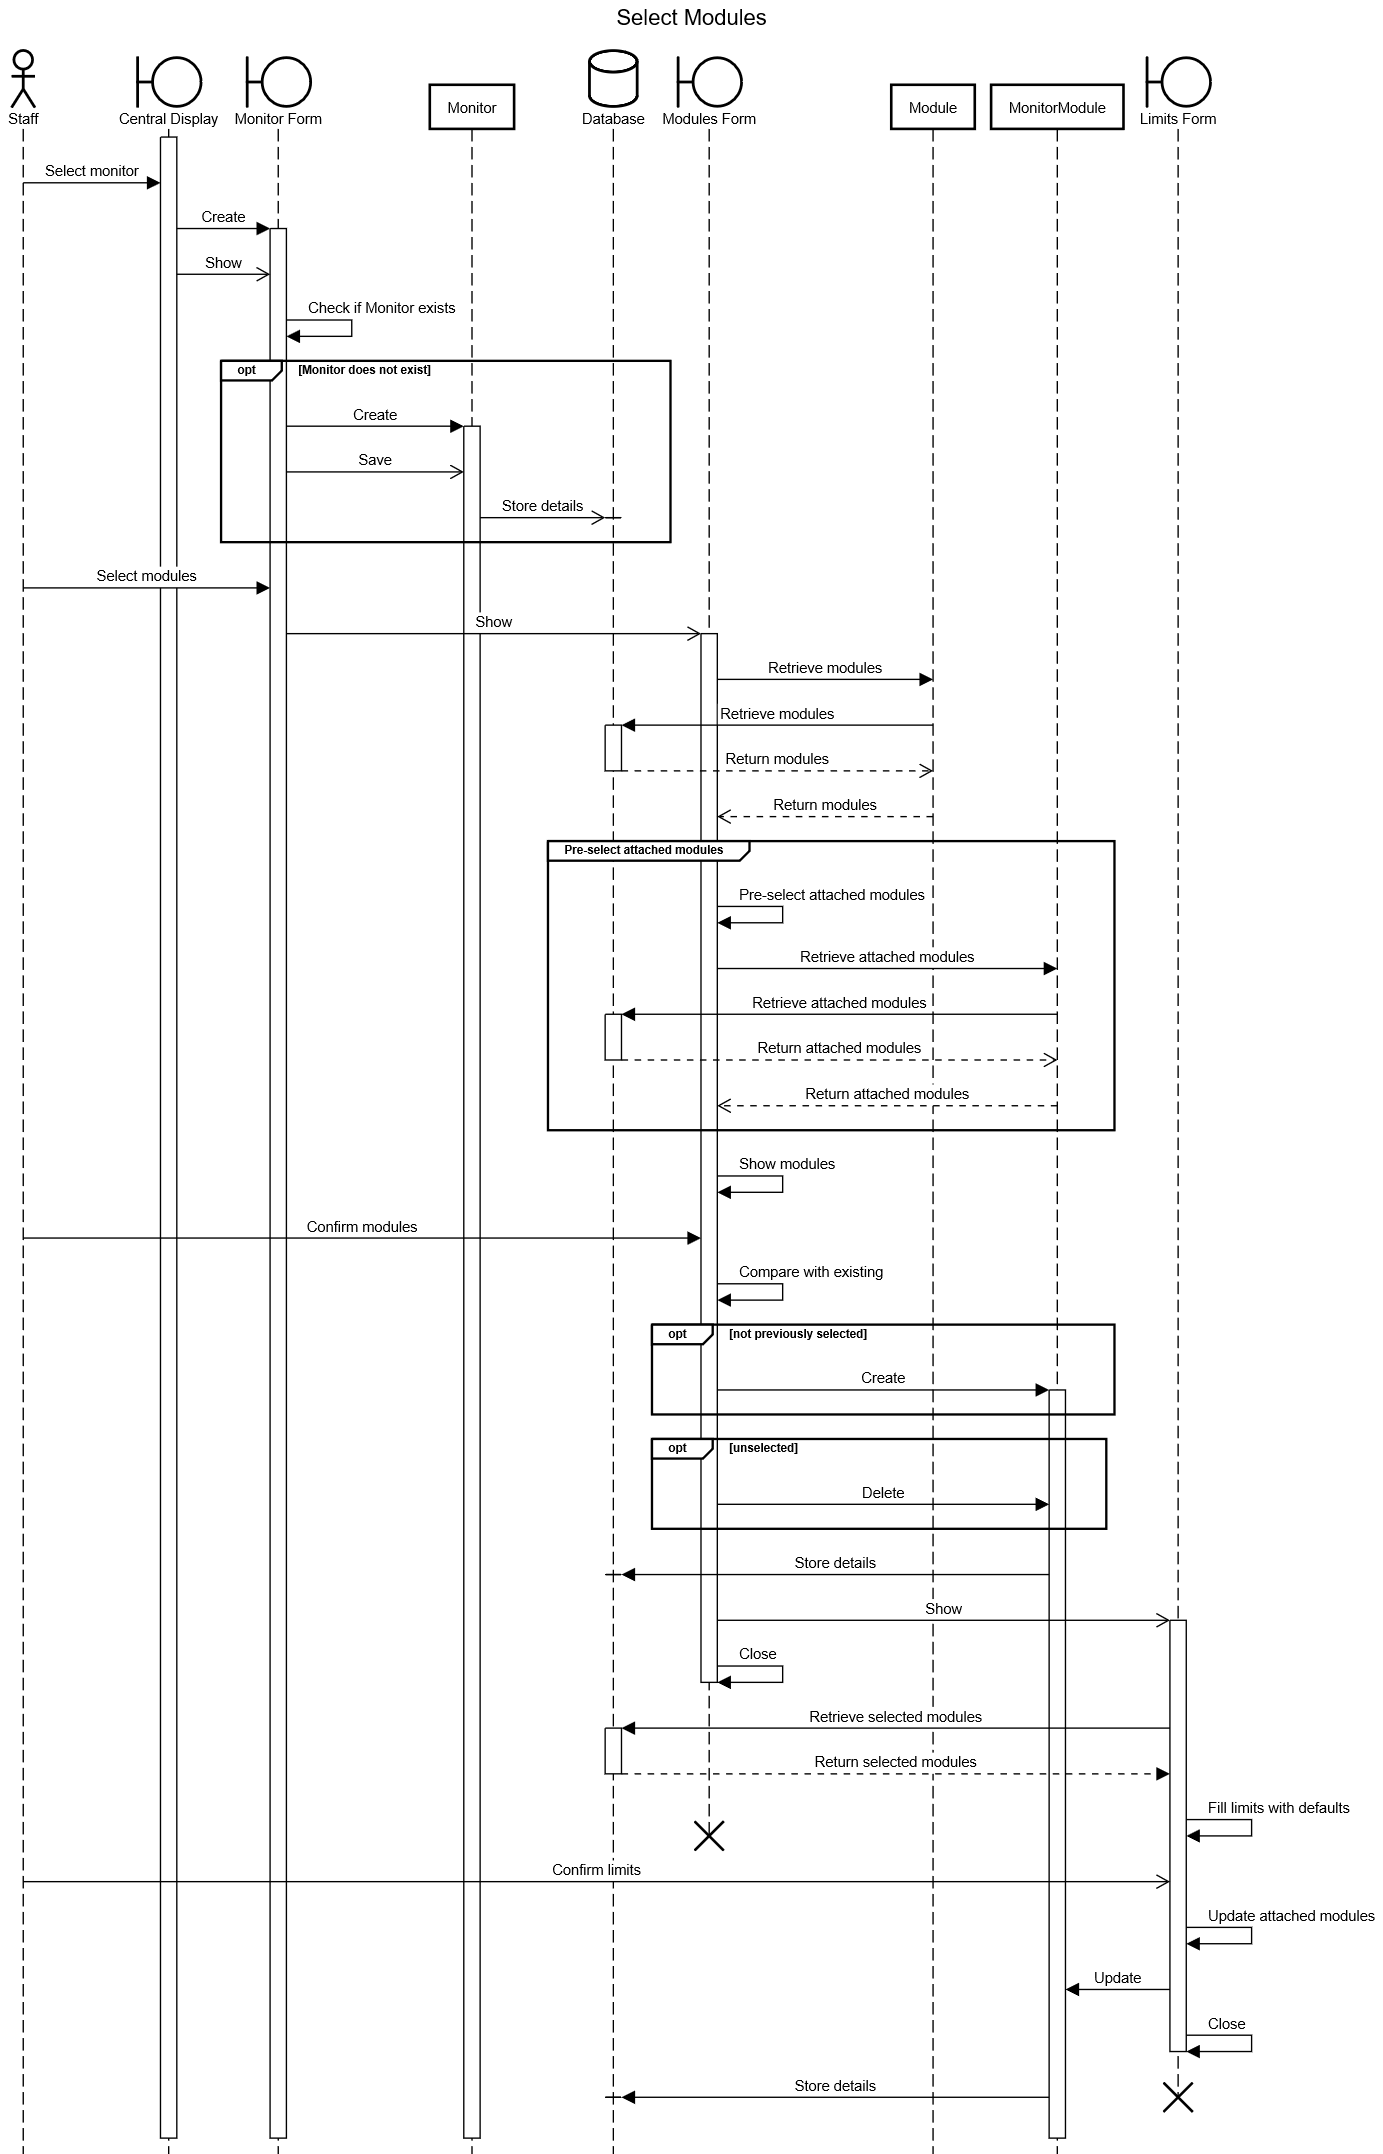 Select Modules
Staff
Central Display
Monitor Form
Monitor
Database
Modules Form
Module
MonitorModule
Limits Form
Select monitor
Create
Show
Check if Monitor exists
opt
[Monitor does not exist]
Create
Save
Store details
Select modules
Show
Retrieve modules
Retrieve modules
Return modules
Return modules
Pre-select attached modules
Pre-select attached modules
Retrieve attached modules
Retrieve attached modules
Return attached modules
Return attached modules
Show modules
Confirm modules
Compare with existing
opt
[not previously selected]
Create
opt
[unselected]
Delete
Store details
Show
Close
Retrieve selected modules
Return selected modules
Fill limits with defaults
Confirm limits
Update attached modules
Update
Close
Store details